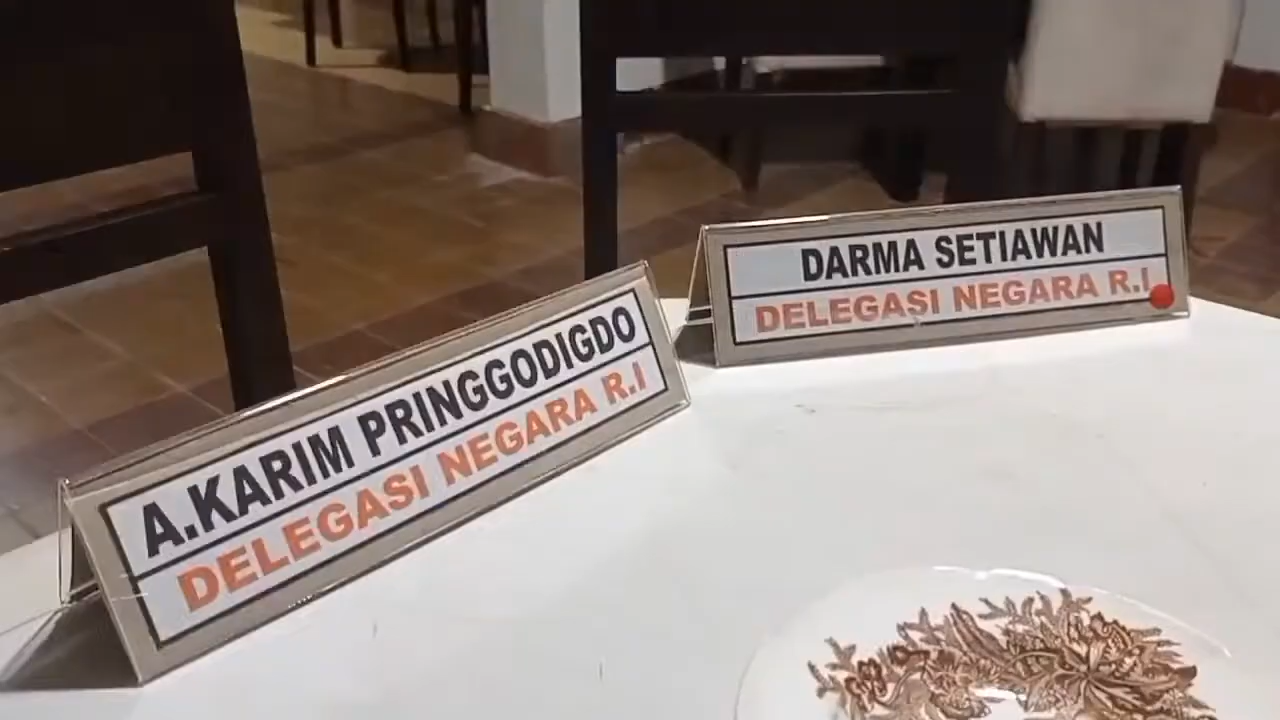 A.KARIM PRINGGODIGDO
DELEGASI NEGARA R.I
DARMA SETIAWAN
DELEGASI NEGARA R.I.